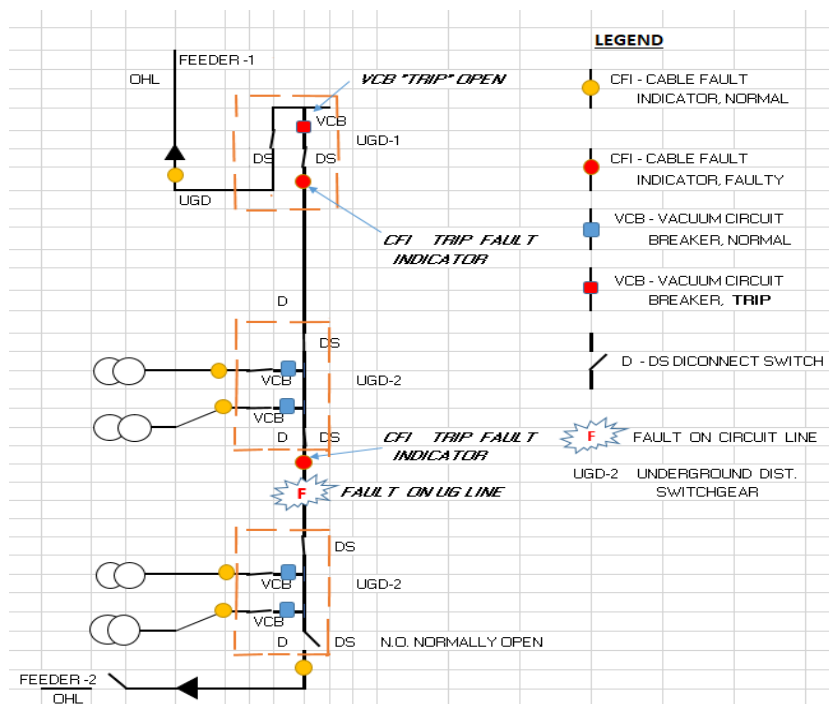 LEGEND
FEEDER -1
OHL
VCB "TRIP" OPEN
CFI - CABLE FAULT
INDICATOR, NORMAL
VCB
UGD-1
DS
DS
CFI - CABLE FAULT
INDICATOR, FAULTY
UGD
VCB - VACUUM CIRCUIT
BREAKER, NORMAL
CFI TRIP FAULT
INDICATOR
VCB - VACUUM CIRCUIT
BREAKER, TRIP
D
DS
D - DS DICONNECT SWITCH
VCB
UGD-2
VCB
D
DS
CFI TRIP FAULT
INDICATOR
F
FAULT ON CIRCUIT LINE
UGD-2 UNDERGROUND DIST.
SWITCHGEAR
F
FAULT ON UG LINE
DS
VCB
UGD-2
VCB
D
DS
N.O. NORMALLY OPEN
FEEDER -2
OHL